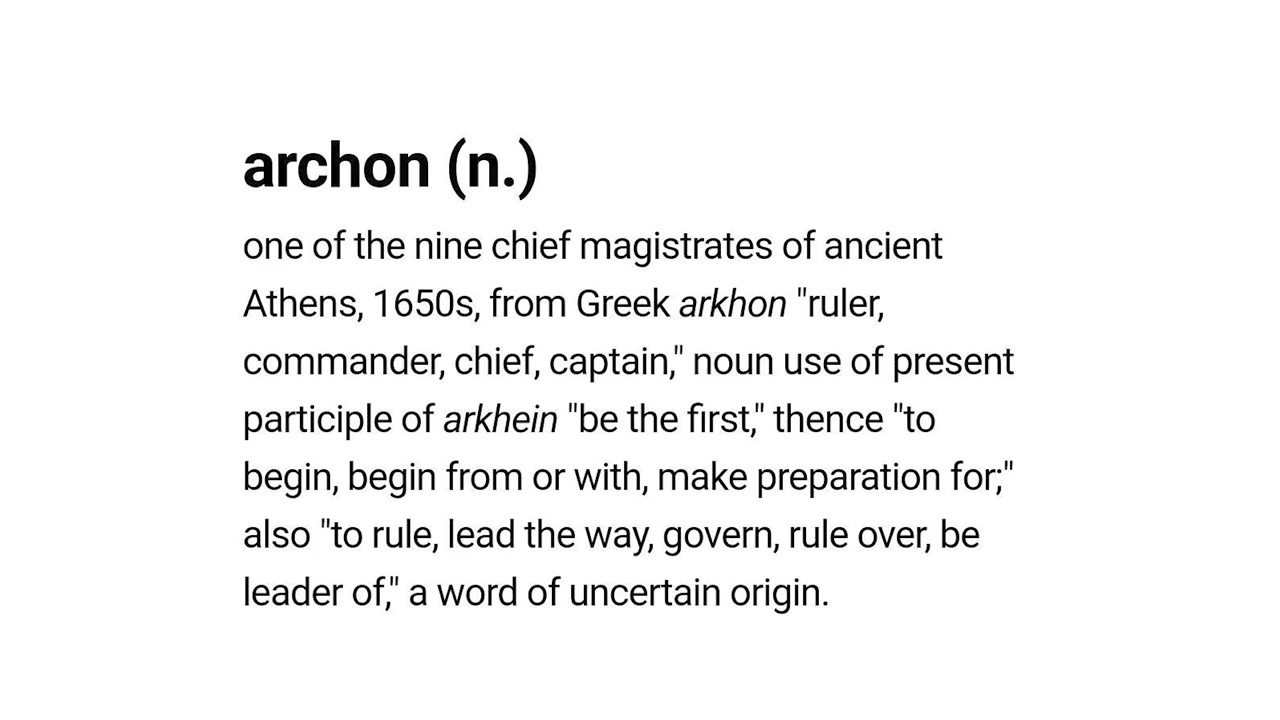 archon (n.)
one of the nine chief magistrates of ancient
Athens, 1650s, from Greek arkhon "ruler,
commander, chief, captain," noun use of present
participle of arkhein "be the first," thence "to
begin, begin from or with, make preparation for;"
also "to rule, lead the way, govern, rule over, be
leader of," a word of uncertain origin.